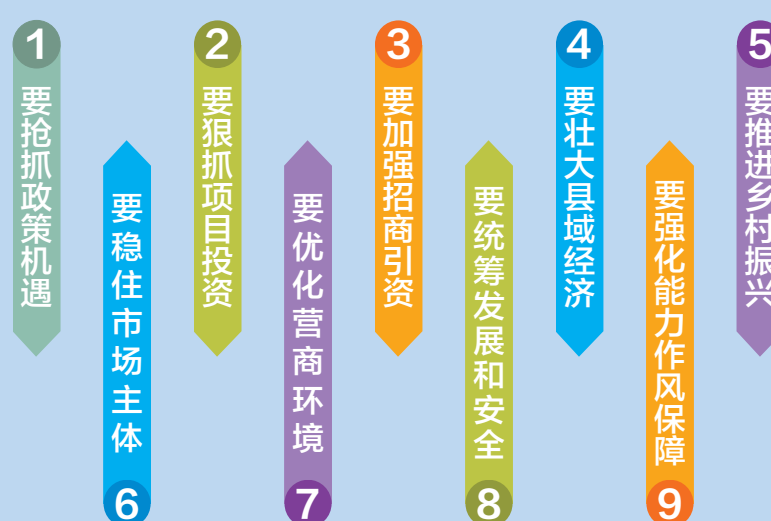 1
要抢抓政策机遇
2
要狠抓项目投资
3
要加强招商引资
4
要壮大县域经济
5
要推进乡村振兴
要稳住市场主体
6
要优化营商环境
7
要统筹发展和安全
8
要强化能力作风保障
9